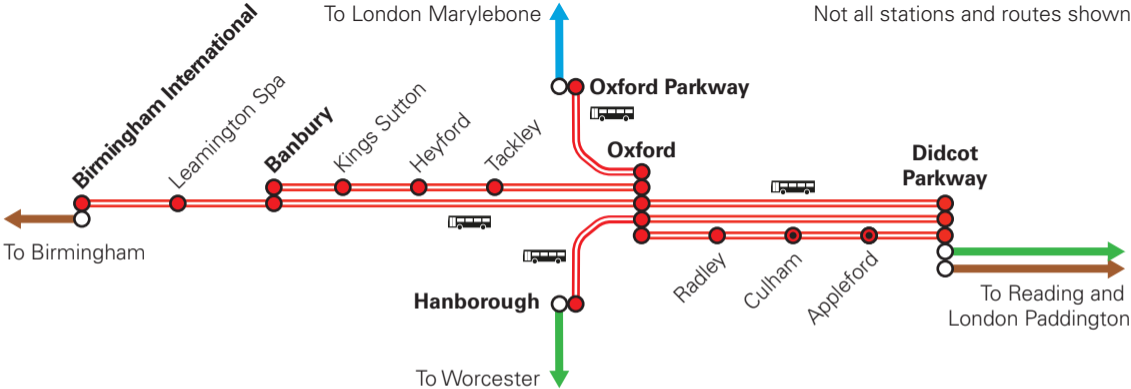 To London Marylebone
Not all stations and routes shown
Birmingham International
Leamington Spa
Banbury
Kings Sutton
Heyford
Tackley
Oxford Parkway
Oxford
Didcot
Parkway
To Birmingham
Hanborough
Radley
Culham
Appleford
To Reading and
London Paddington
To Worcester